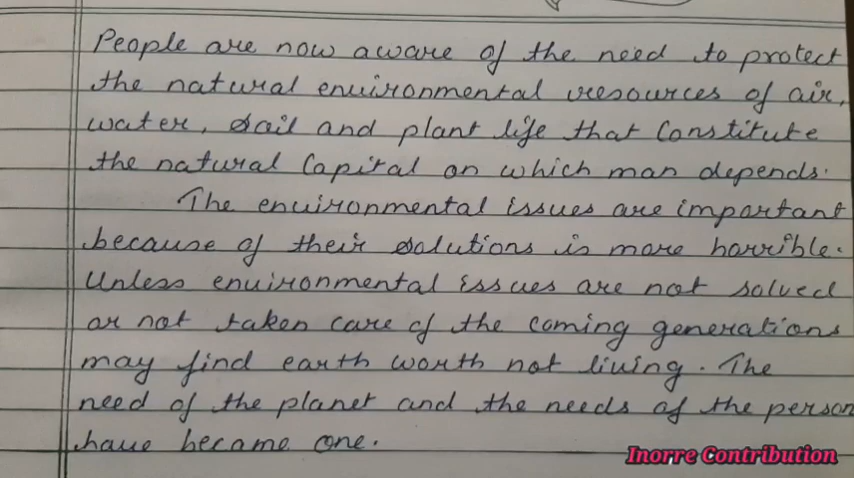 People are now aware of the need to protect
the natural environmental resources of air,
water, soil and plant life that constitute
the natural Capital on which man depends.
The environmental issues are important
because of their solutions is more horrible.
Unless environmental issues are not solved
or not taken care of the coming generations
may find earth worth not living. The
need of the planet and the needs of the person
have became one.
Inorre Contribution